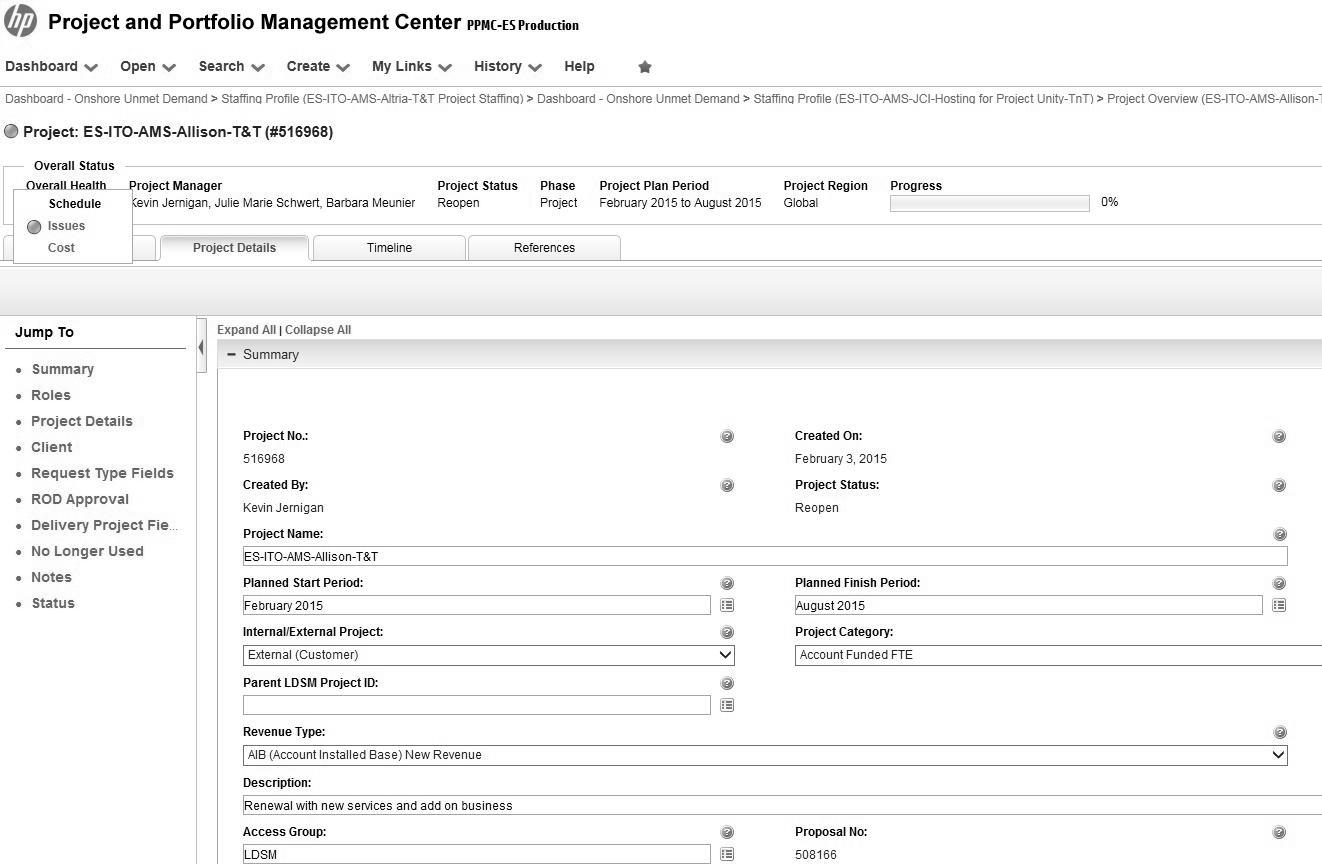 hp Project and Portfolio Management Center PPMC-ES Production
Dashboard Open Search Create My Links History Help
Dashboard - Onshore Unmet Demand > Staffing Profile (ES-ITO-AMS-Altria-T&T Project Staffing) > Dashboard - Onshore Unmet Demand > Staffing Profile (ES-ITO-AMS-JCI-Hosting for Project Unity-TnT) > Project Overview (ES-ITO-AMS-Allison-T
Project: ES-ITO-AMS-Allison-T&T (#516968)
Overall Status
Overall Health Project Manager Project Status Phase Project Plan Period Project Region Progress
Kevin Jernigan, Julie Marie Schwert, Barbara Meunier Reopen Project February 2015 to August 2015 Global 0%
Schedule
Issues
Cost
Project Details Timeline References
Jump To
Summary
Roles
Project Details
Client
Request Type Fields
ROD Approval
Delivery Project Fie...
No Longer Used
Notes
Status
Expand All | Collapse All
Summary
Project No.: Created On:
516968 February 3, 2015
Created By: Project Status:
Kevin Jernigan Reopen
Project Name:
ES-ITO-AMS-Allison-T&T
Planned Start Period: Planned Finish Period:
February 2015 August 2015
Internal/External Project: Project Category:
External (Customer) Account Funded FTE
Parent LDSM Project ID:
Revenue Type:
AIB (Account Installed Base) New Revenue
Description:
Renewal with new services and add on business
Access Group: Proposal No:
LDSM 508166